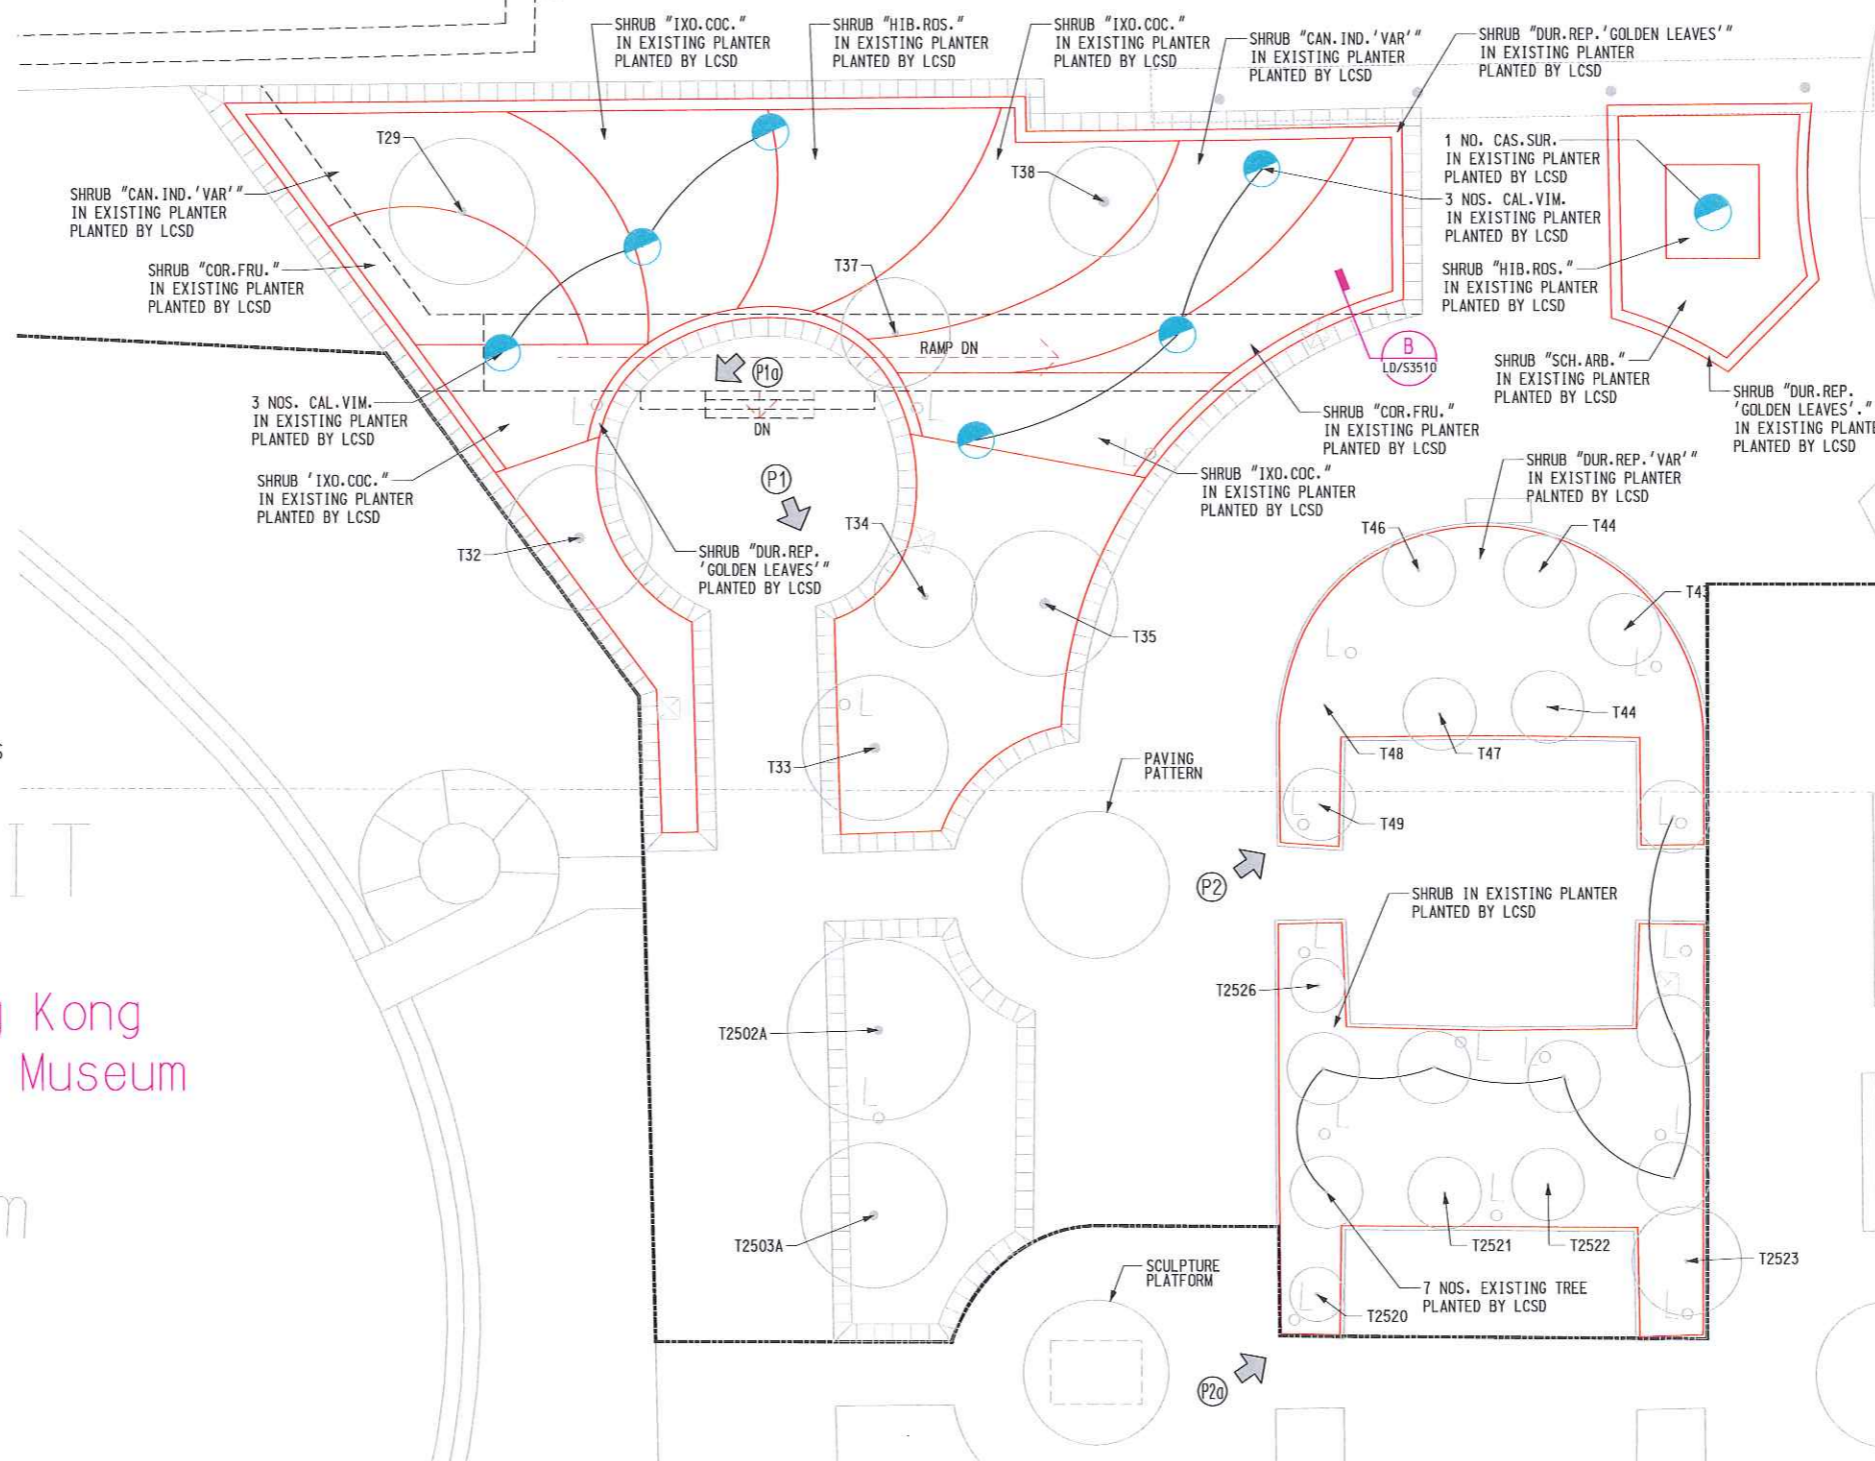 SHRUB "IXO.COC."
IN EXISTING PLANTER
PLANTED BY LCSD
SHRUB "HIB.ROS."
IN EXISTING PLANTER
PLANTED BY LCSD
SHRUB "IXO.COC."
IN EXISTING PLANTER
PLANTED BY LCSD
SHRUB "CAN.IND.'VAR'"
IN EXISTING PLANTER
PLANTED BY LCSD
SHRUB "DUR.REP.'GOLDEN LEAVES'"
IN EXISTING PLANTER
PLANTED BY LCSD
T29
T38
1 NO. CAS.SUR.
IN EXISTING PLANTER
PLANTED BY LCSD
3 NOS. CAL.VIM.
IN EXISTING PLANTER
PLANTED BY LCSD
SHRUB "CAN.IND.'VAR'"
IN EXISTING PLANTER
PLANTED BY LCSD
SHRUB "COR.FRU."
IN EXISTING PLANTER
PLANTED BY LCSD
T37
SHRUB "HIB.ROS."
IN EXISTING PLANTER
PLANTED BY LCSD
RAMP DN
B
LD/S3510
P1a
DN
SHRUB "SCH.ARB."
IN EXISTING PLANTER
PLANTED BY LCSD
SHRUB "DUR.REP.
'GOLDEN LEAVES'."
IN EXISTING PLANTE
PLANTED BY LCSD
3 NOS. CAL.VIM.
IN EXISTING PLANTER
PLANTED BY LCSD
SHRUB "COR.FRU."
IN EXISTING PLANTER
PLANTED BY LCSD
SHRUB 'IXO.COC."
IN EXISTING PLANTER
PLANTED BY LCSD
P1
SHRUB "IXO.COC."
IN EXISTING PLANTER
PLANTED BY LCSD
SHRUB "DUR.REP.'VAR'"
IN EXISTING PLANTER
PALNTED BY LCSD
T32
T34
T46
T44
SHRUB "DUR.REP.
'GOLDEN LEAVES'"
PLANTED BY LCSD
T43
T35
T44
T48
T47
T33
PAVING
PATTERN
S
IT
T49
P2
SHRUB IN EXISTING PLANTER
PLANTED BY LCSD
T2526
g Kong
Museum
T2502A
m
T2503A
T2521
T2522
T2523
SCULPTURE
PLATFORM
7 NOS. EXISTING TREE
PLANTED BY LCSD
T2520
P2a